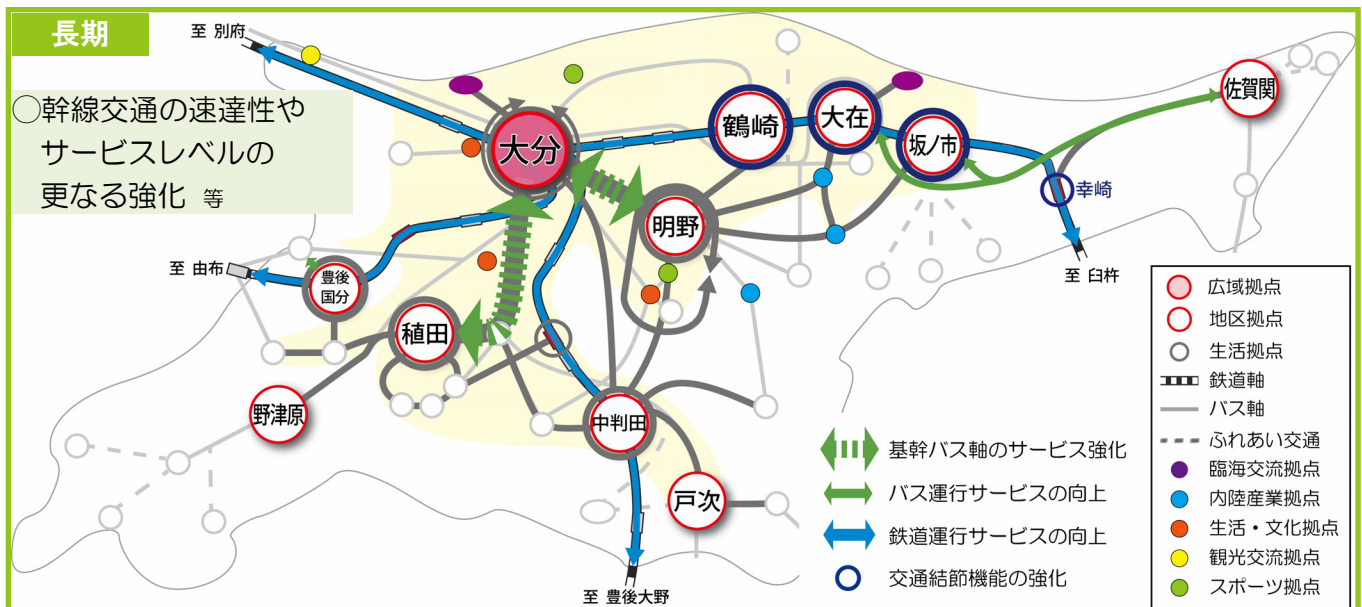 長期
至 別府
○幹線交通の速達性や
サービスレベルの
更なる強化 等
大分
鶴崎
大在
坂ノ市
佐賀関
幸崎
明野
至 臼杵
至 由布
豊後
国分
稙田
野津原
中判田
戸次
至 豊後大野
基幹バス軸のサービス強化
バス運行サービスの向上
鉄道運行サービスの向上
交通結節機能の強化
広域拠点
地区拠点
生活拠点
鉄道軸
バス軸
ふれあい交通
臨海交流拠点
内陸産業拠点
生活・文化拠点
観光交流拠点
スポーツ拠点